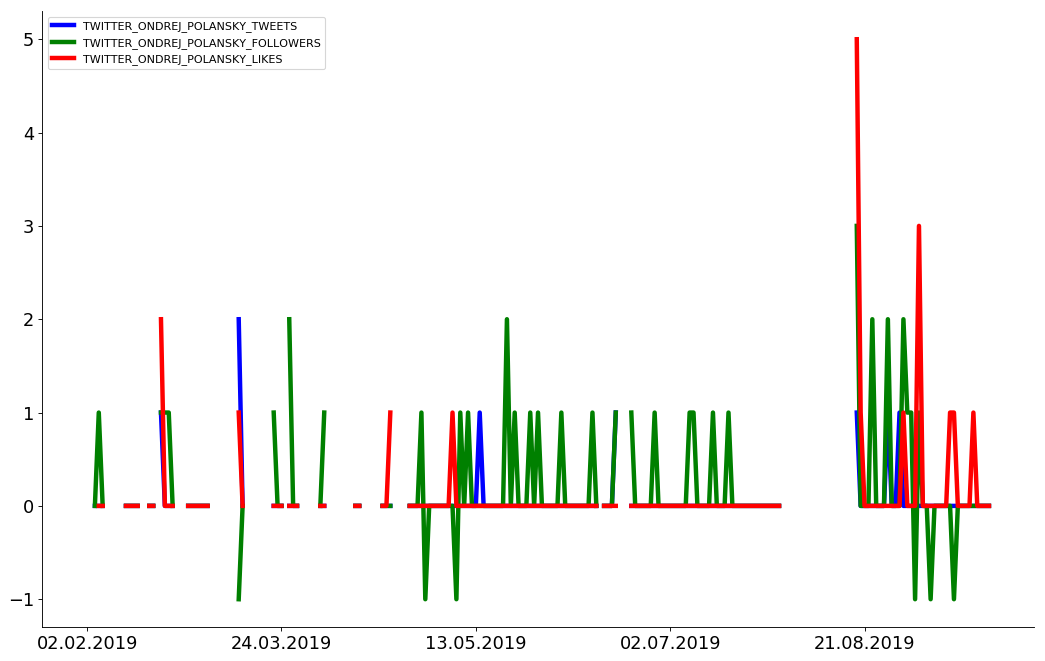 TWITTER_ONDREJ_POLANSKY_TWEETS
TWITTER_ONDREJ_POLANSKY_FOLLOWERS
TWITTER_ONDREJ_POLANSKY_LIKES
5
4
3
2
1
0
−1
02.02.2019 24.03.2019 13.05.2019 02.07.2019 21.08.2019